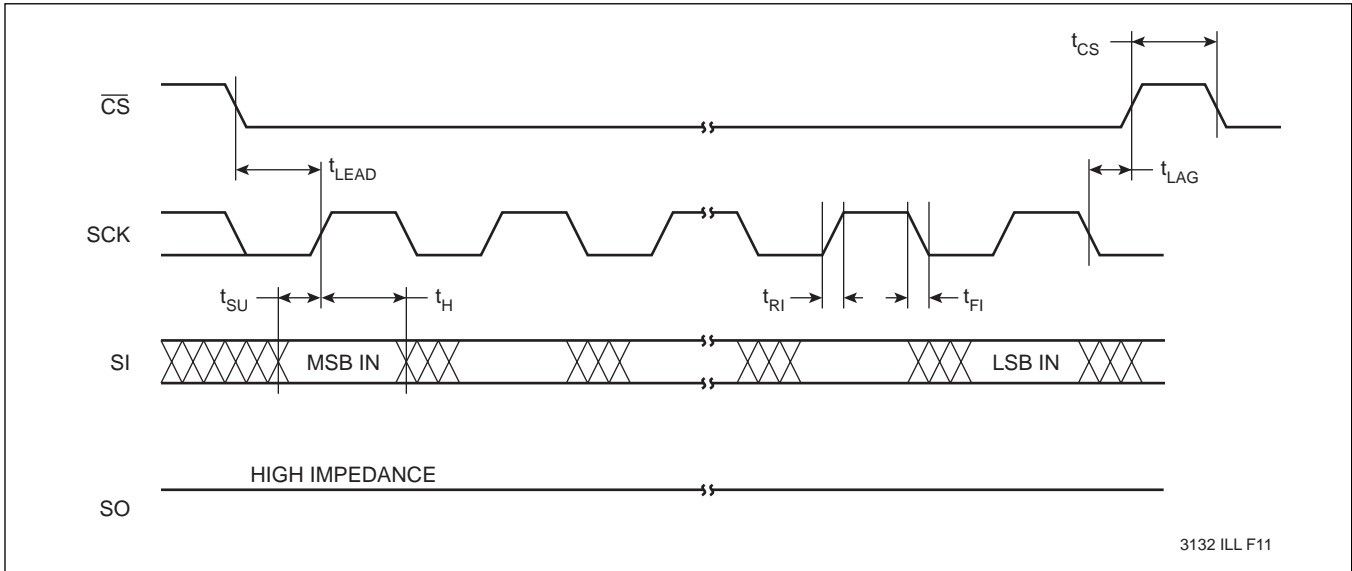 tCS
CS
tLEAD
tLAG
SCK
tSU
tH
tRI
tFI
SI
MSB IN
LSB IN
HIGH IMPEDANCE
SO
3132 ILL F11